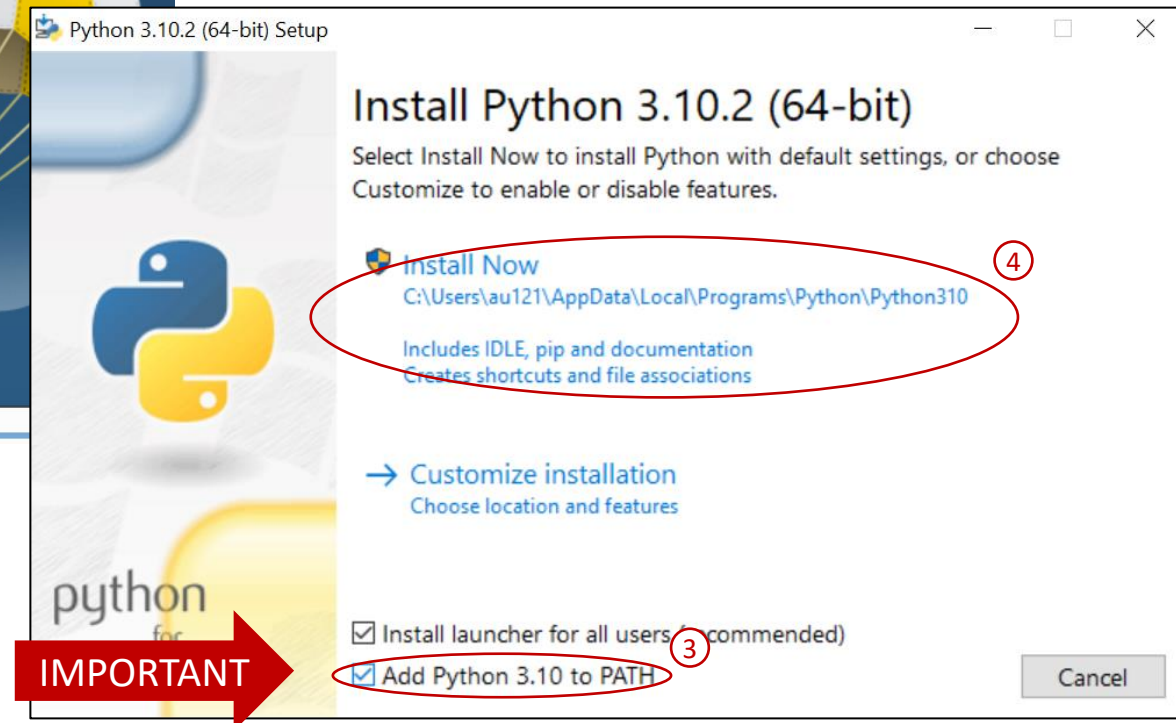 Python 3.10.2 (64-bit) Setup
Install Python 3.10.2 (64-bit)
Select Install Now to install Python with default settings, or choose
Customize to enable or disable features.
Install Now
4
C:\Users\au121\AppData\Local\Programs\Python\Python310
Includes IDLE, pip and documentation
Creates shortcuts and file associations
Customize installation
Choose location and features
python
for
Install launcher for all users (recommended)
3
IMPORTANT
Add Python 3.10 to PATH
Cancel